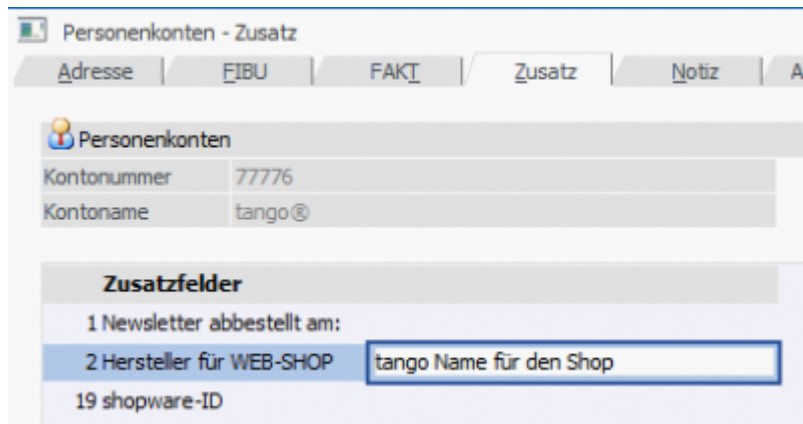 Personenkonten - Zusatz
Adresse FIBU FAKT Zusatz Notiz A
Personenkonten
Kontonummer 77776
Kontoname tango®
Zusatzfelder
1 Newsletter abbestellt am:
2 Hersteller für WEB-SHOP tango Name für den Shop
19 shopware-ID